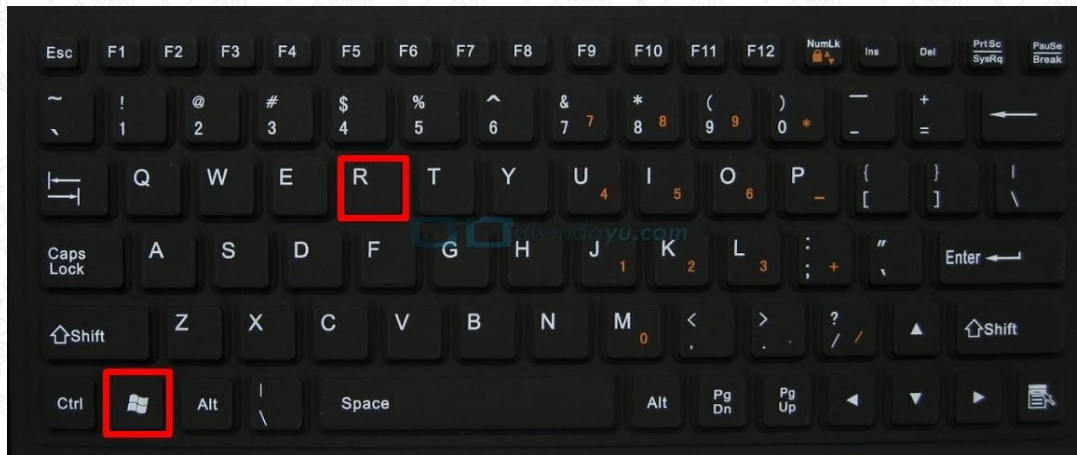 Esc F1 F2 F3 F4 F5 F6 F7 F8 F9 F10 F11 F12 NumLk Ins Del PrtSc SysRq PauSe Break
~ ` ! 1 @ 2 # 3 $ 4 % 5 ^ 6 & 7 7 * 8 8 ( 9 9 ) 0 * — - + =
Q W E R T Y U 4 I 5 O 6 P - { [ } ] | \
alvindayu.com
Caps Lock A S D F G H J 1 K 2 L 3 : ; + " ' Enter
Shift Z X C V B N M 0 < , > . . ? / / Shift
Ctrl Alt | \ Space Alt Pg Dn Pg Up